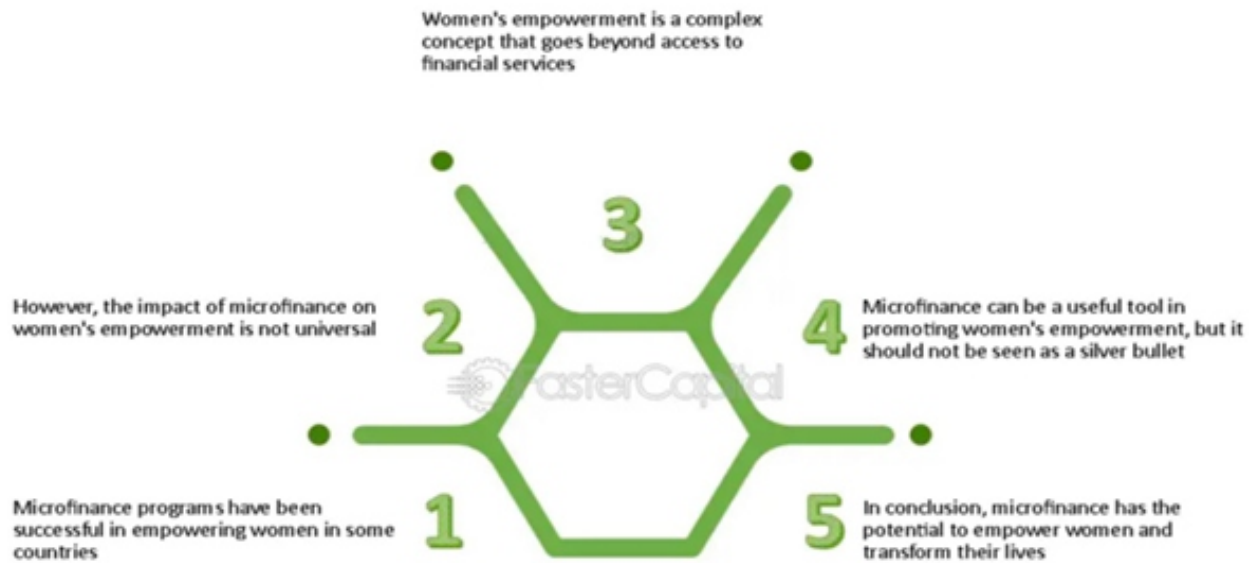 Women's empowerment is a complex
concept that goes beyond access to
financial services
3
However, the impact of microfinance on
women's empowerment is not universal
2
4
Microfinance can be a useful tool in
promoting women's empowerment, but it
should not be seen as a silver bullet
FasterCapital
Microfinance programs have been
successful in empowering women in some
countries
1
5
In conclusion, microfinance has the
potential to empower women and
transform their lives